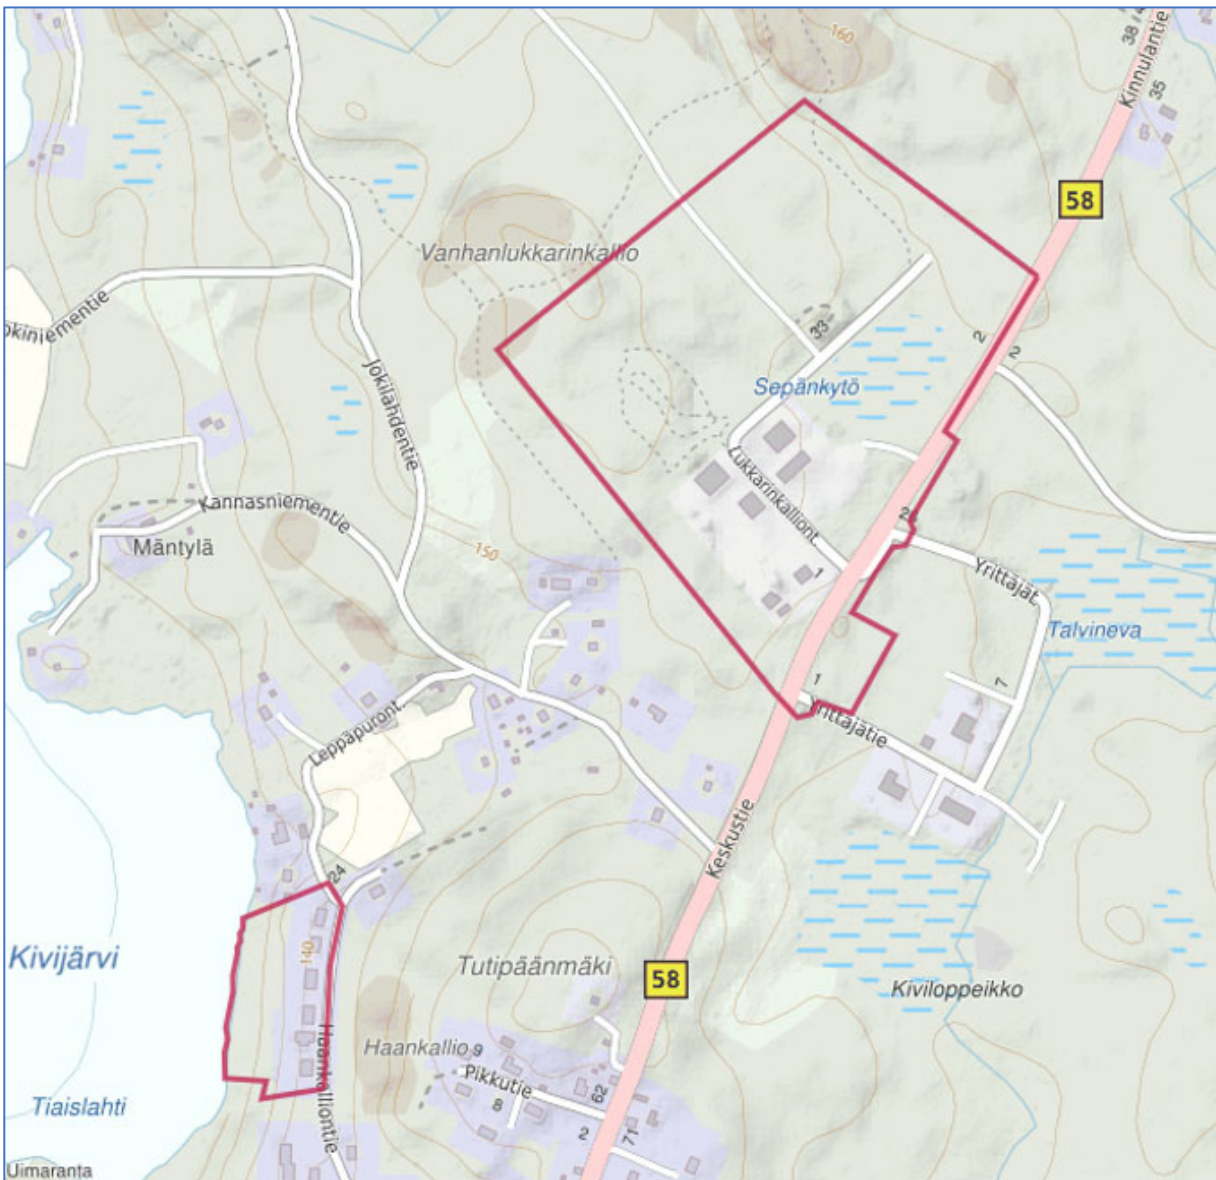 160
38
Kinnulantie
35
58
Vanhanlukkarinkallio
okiniementie
33
2
2
Jokilahdentie
Sepänkytö
Lukkarinkalliont.
Kannasniementie
Mäntylä
150
2
1
Yrittäjät.
Talvineva
1
7
Leppäpuront.
Yrittäjätie
Keskustie
24
140
Kivijärvi
Tutipäänmäki
58
Kiviloppeikko
Haankalliontie
Haankallio
9
Pikkutie
62
8
2
71
Tiaislahti
Uimaranta